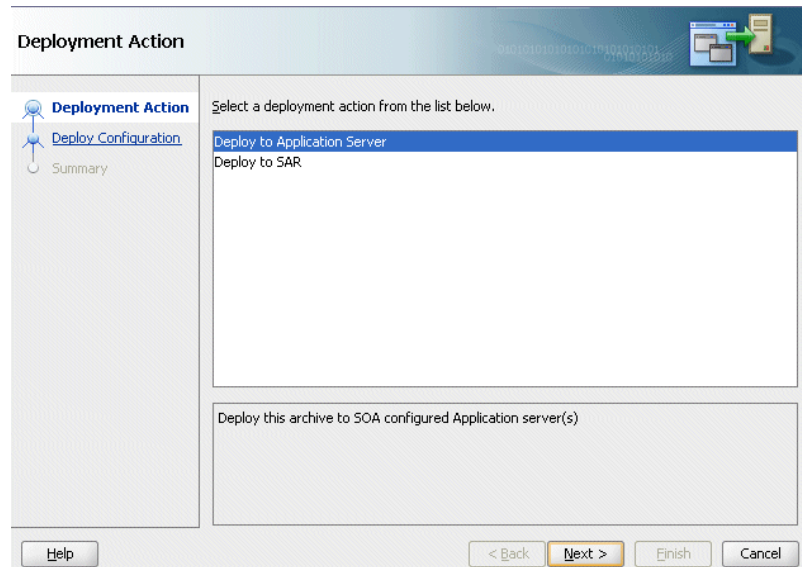 Deployment Action
Deployment Action
Deploy Configuration
Summary
Select a deployment action from the list below.
Deploy to Application Server
Deploy to SAR
Deploy this archive to SOA configured Application server(s)
Help
< Back
Next >
Finish
Cancel